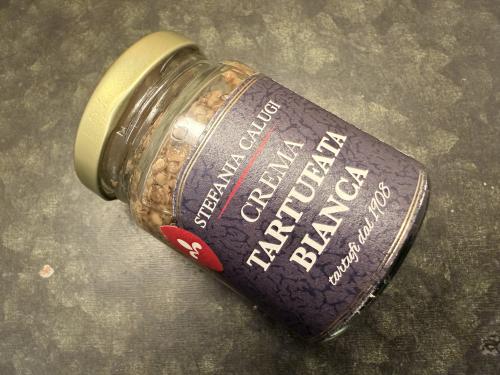 STEFANIA CALUGI
CREMA
TARTUFATA
BIANCA
tartufi dal 1908